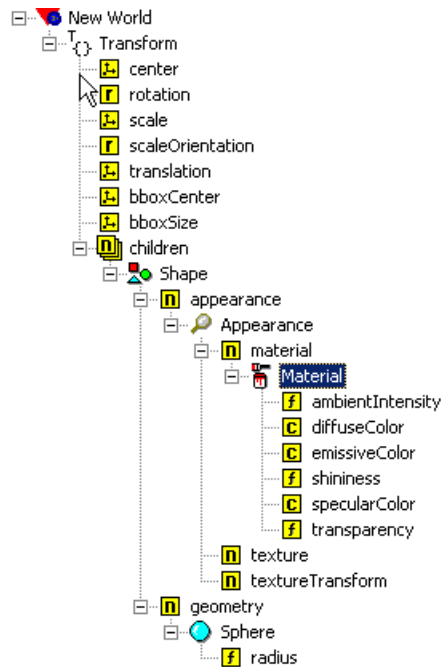 New World
Transform
center
rotation
scale
scaleOrientation
translation
bboxCenter
bboxSize
children
Shape
appearance
Appearance
material
Material
ambientIntensity
diffuseColor
emissiveColor
shininess
specularColor
transparency
texture
textureTransform
geometry
Sphere
radius